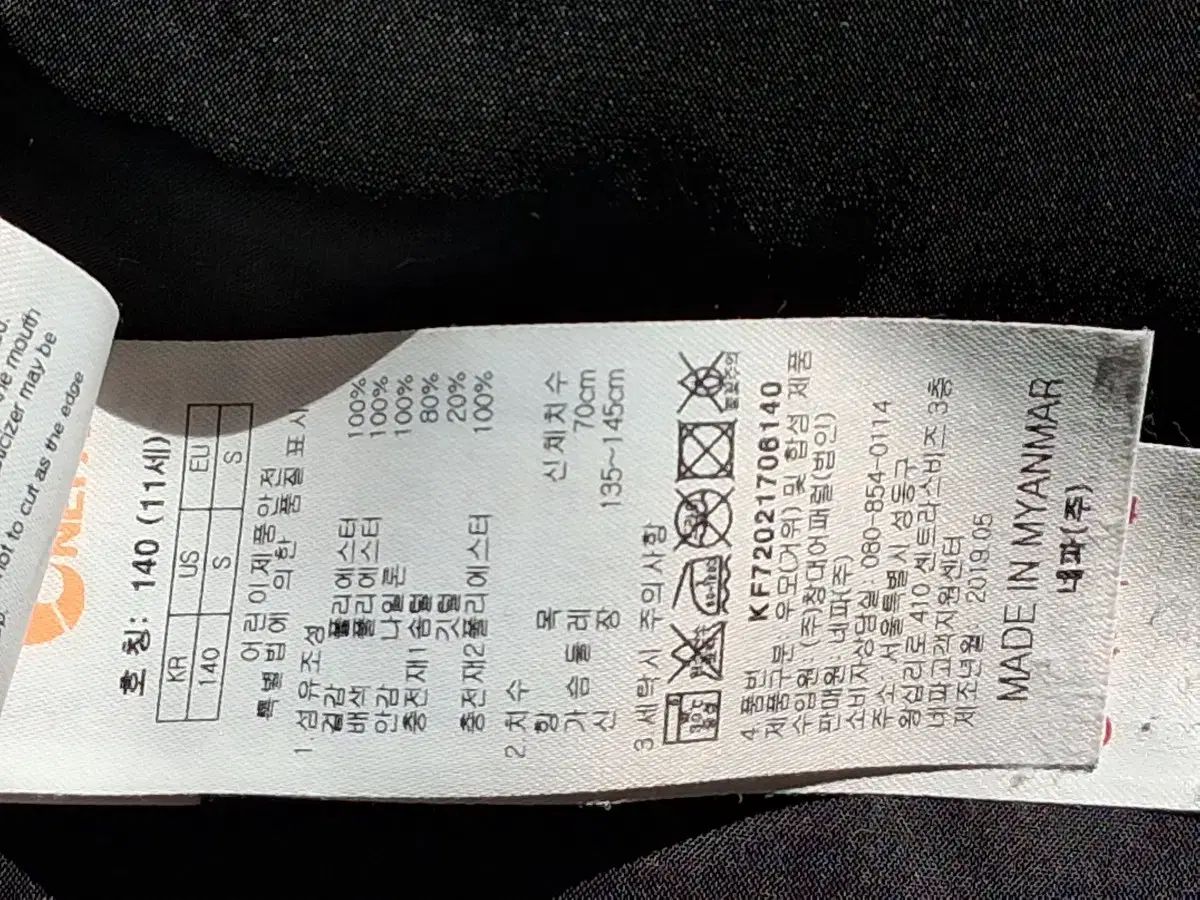 호 칭: 140 (11세)
KR US EU
140 S S
어린이제품안전
특별법에 의한 품질표시
1. 섬유조성
겉감 폴리에스터 100%
배색 폴리에스터 100%
안감 나일론 100%
충전재1 솜털 80%
깃털 20%
충전재2 폴리에스터 100%
2. 치수
항 목 신체치수
가슴둘레 70cm
신 장 135~145cm
3. 세탁시 주의사항
4. 품번 KF72021706140
제품구분: 우모(거위) 및 합성 제품
수입원: (주)창대어패럴(법인)
판매원: 네파(주)
소비자상담실: 080-854-0114
주소: 서울특별시 성동구
왕십리로 410 센트라스비즈 3층
네파고객지원센터
제조년월: 2019.05
MADE IN MYANMAR
네파(주)
he mouth
ticizer may be
not to cut as the edge